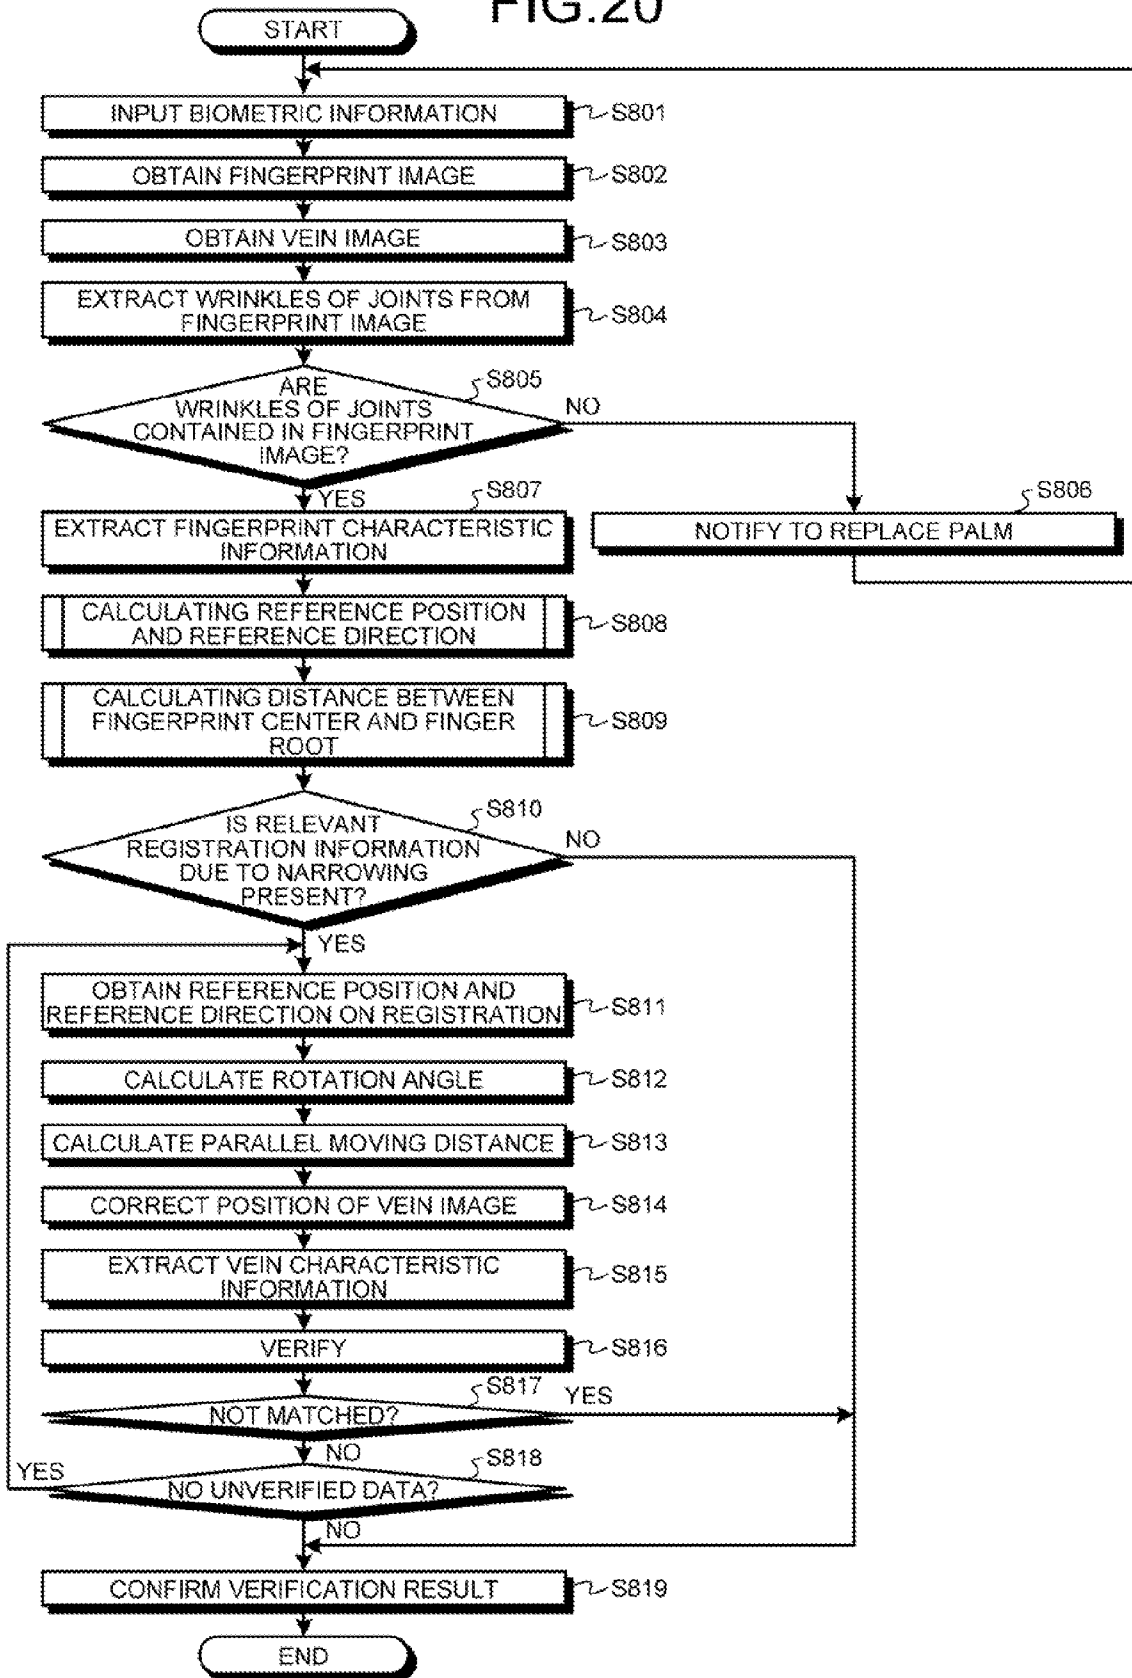 FIG.20
START
INPUT BIOMETRIC INFORMATION
S801
OBTAIN FINGERPRINT IMAGE
S802
OBTAIN VEIN IMAGE
S803
EXTRACT WRINKLES OF JOINTS FROM
FINGERPRINT IMAGE
S804
ARE
WRINKLES OF JOINTS
CONTAINED IN FINGERPRINT
IMAGE?
S805
NO
YES
S807
EXTRACT FINGERPRINT CHARACTERISTIC
INFORMATION
S806
NOTIFY TO REPLACE PALM
CALCULATING REFERENCE POSITION
AND REFERENCE DIRECTION
S808
CALCULATING DISTANCE BETWEEN
FINGERPRINT CENTER AND FINGER
ROOT
S809
S810
IS RELEVANT
REGISTRATION INFORMATION
DUE TO NARROWING
PRESENT?
NO
YES
OBTAIN REFERENCE POSITION AND
REFERENCE DIRECTION ON REGISTRATION
S811
CALCULATE ROTATION ANGLE
S812
CALCULATE PARALLEL MOVING DISTANCE
S813
CORRECT POSITION OF VEIN IMAGE
S814
EXTRACT VEIN CHARACTERISTIC
INFORMATION
S815
VERIFY
S816
S817
NOT MATCHED?
YES
NO
S818
NO UNVERIFIED DATA?
YES
NO
CONFIRM VERIFICATION RESULT
S819
END